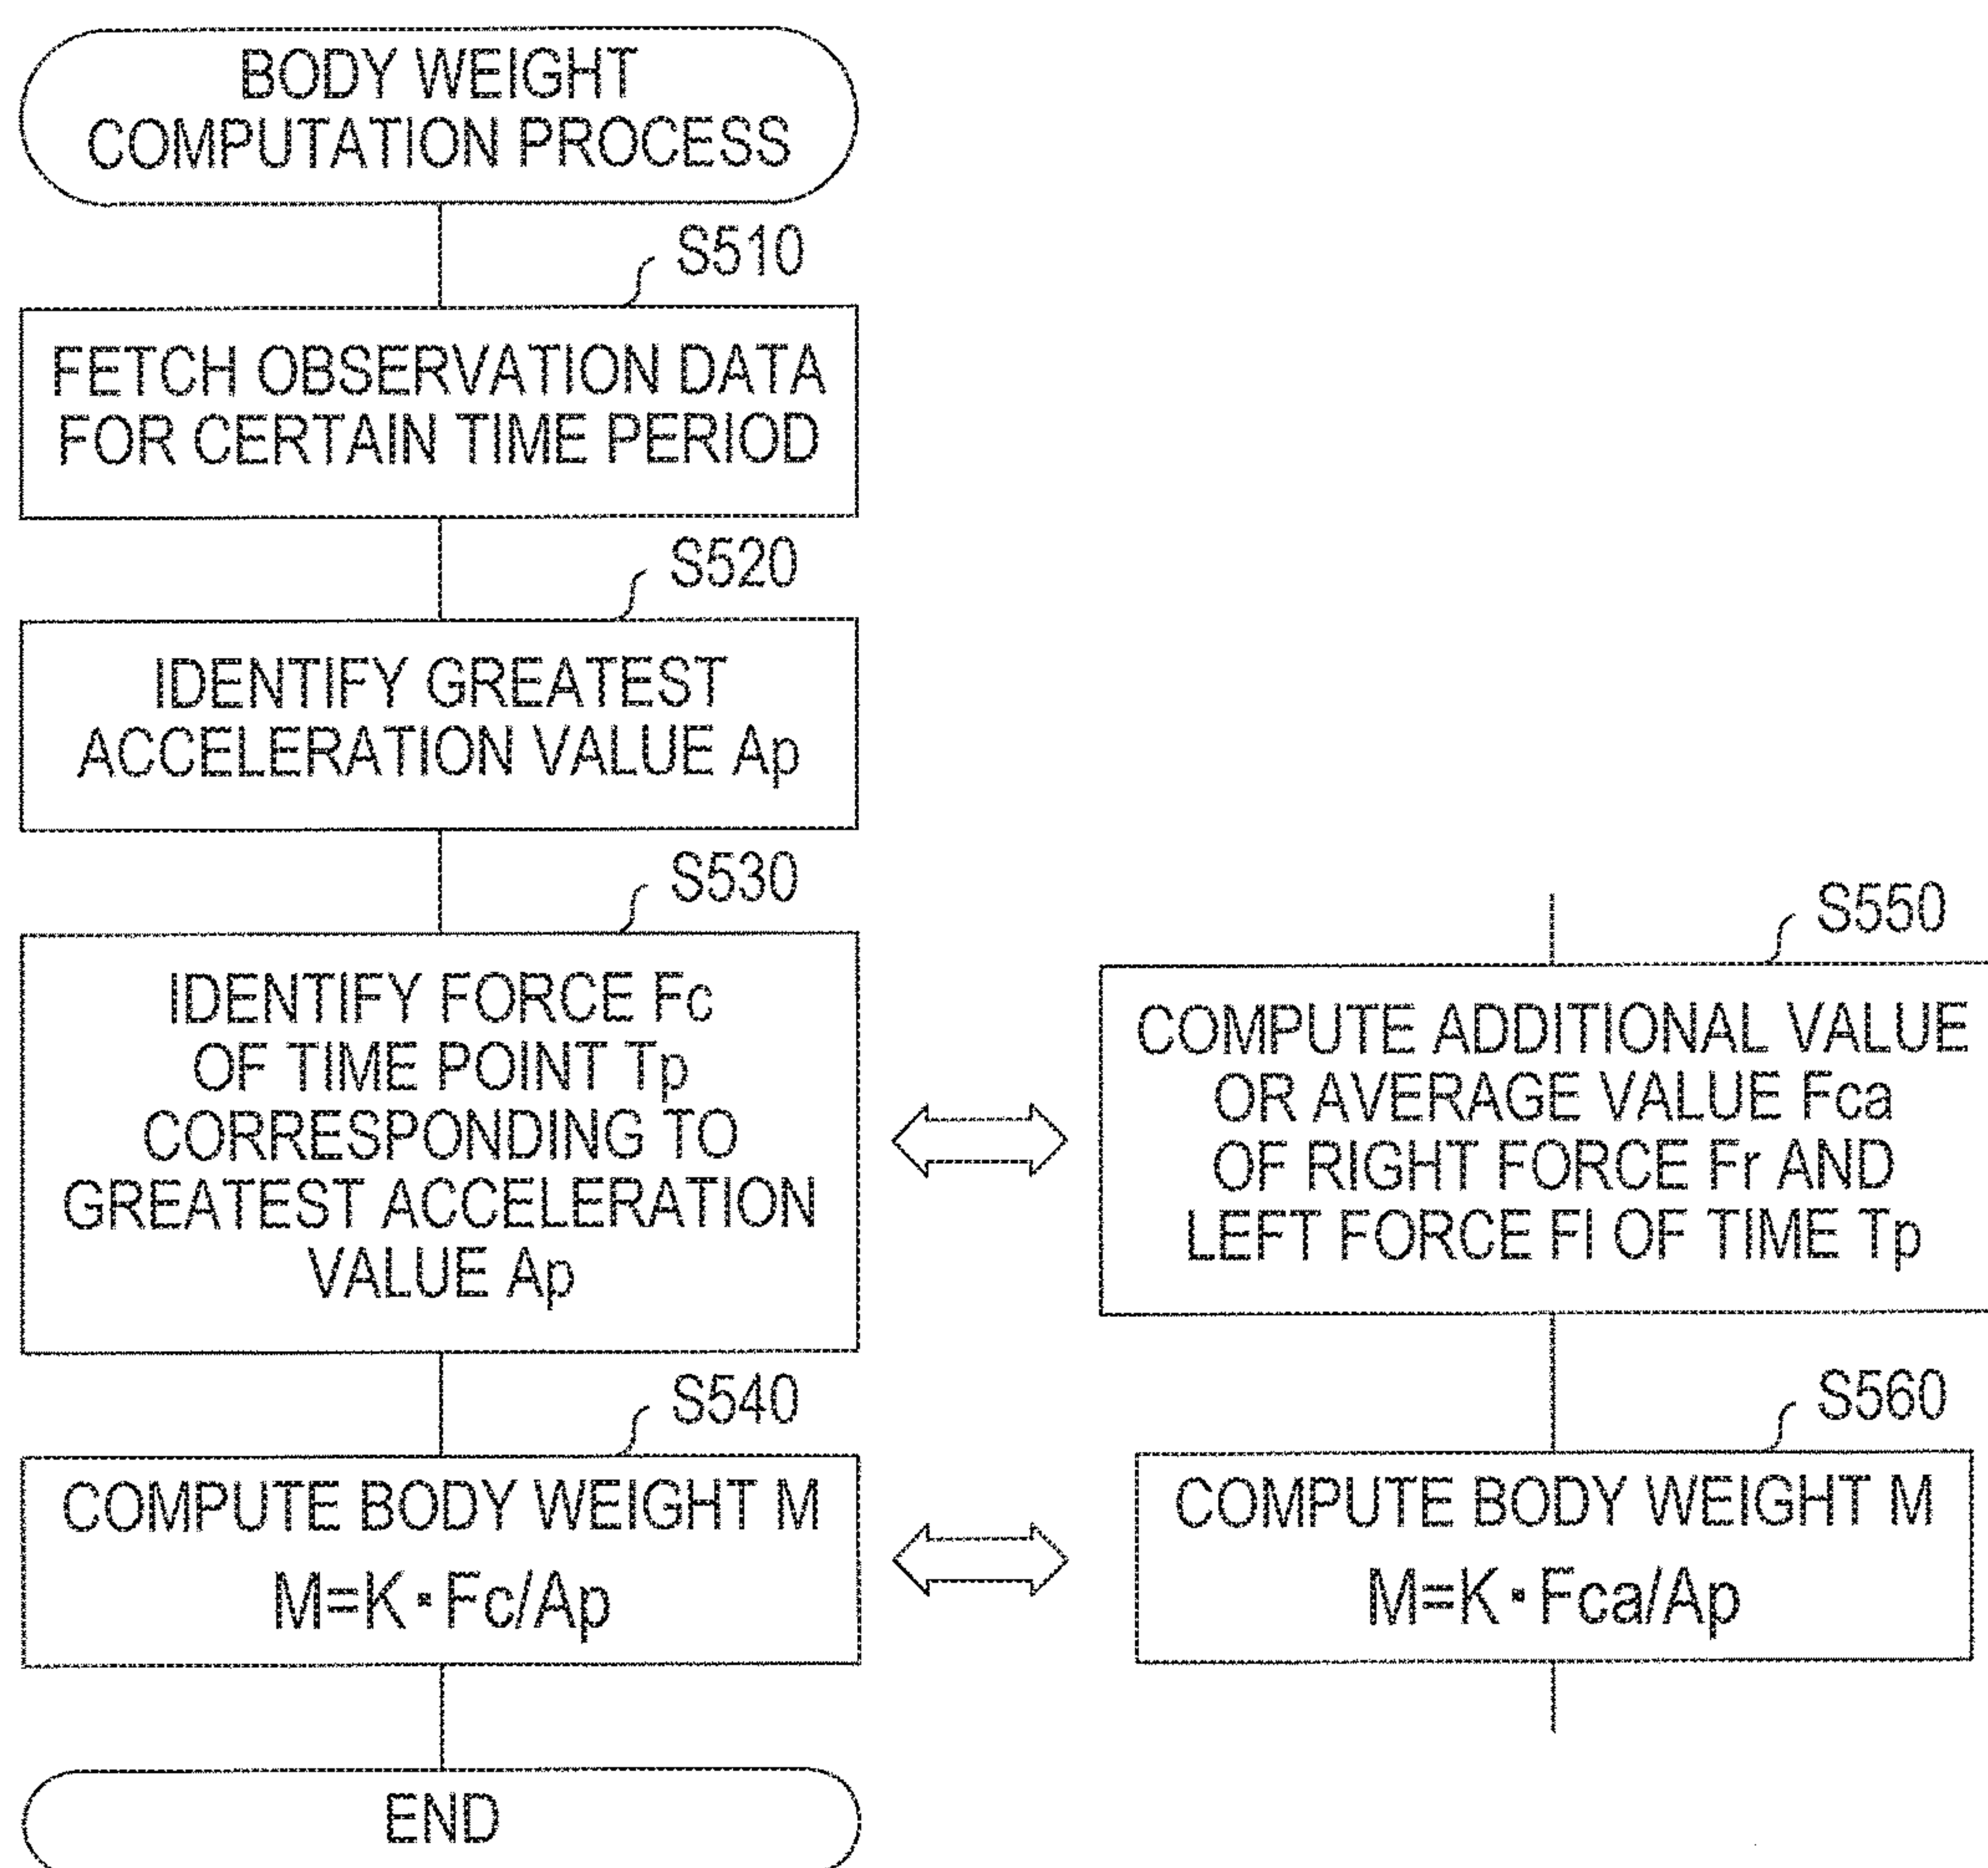 BODY WEIGHT
COMPUTATION PROCESS
S510
FETCH OBSERVATION DATA
FOR CERTAIN TIME PERIOD
S520
IDENTIFY GREATEST
ACCELERATION VALUE Ap
S530
IDENTIFY FORCE Fc
OF TIME POINT Tp
CORRESPONDING TO
GREATEST ACCELERATION
VALUE Ap
S540
COMPUTE BODY WEIGHT M
M=K・Fc/Ap
END
S550
COMPUTE ADDITIONAL VALUE
OR AVERAGE VALUE Fca
OF RIGHT FORCE Fr AND
LEFT FORCE Fl OF TIME Tp
S560
COMPUTE BODY WEIGHT M
M=K・Fca/Ap